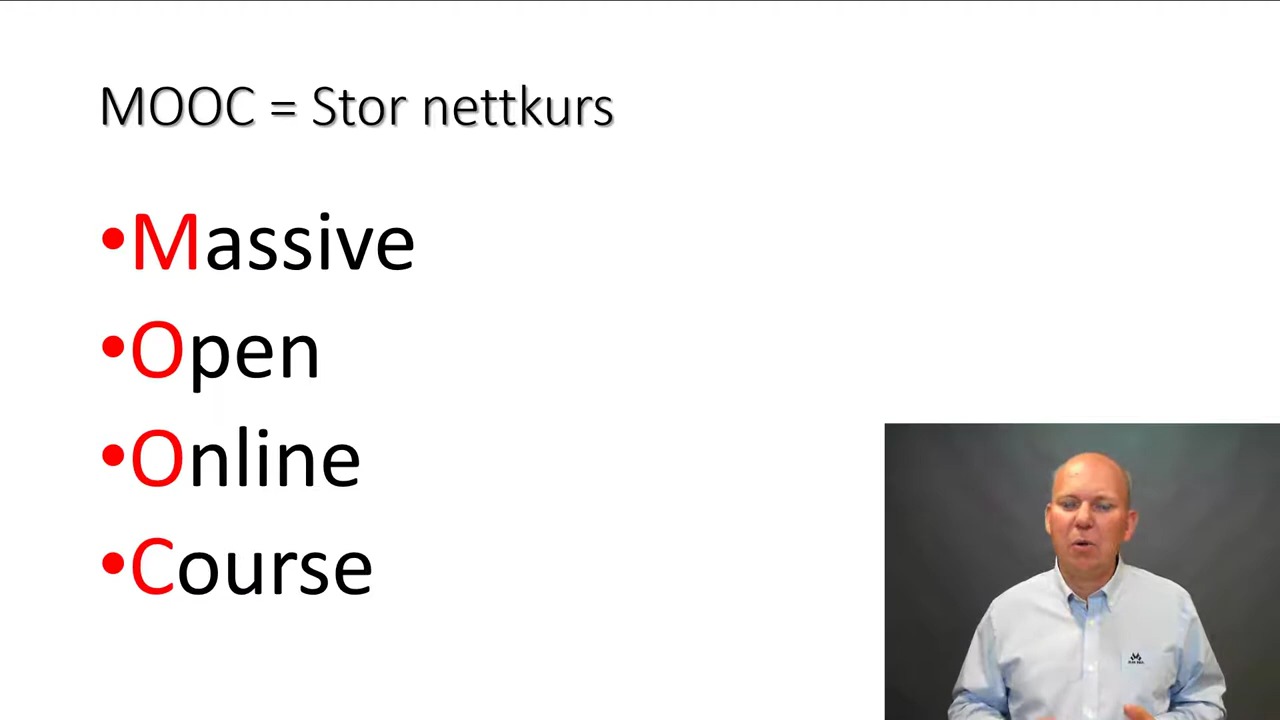 MOOC = Stor nettkurs
•Massive
•Open
•Online
•Course